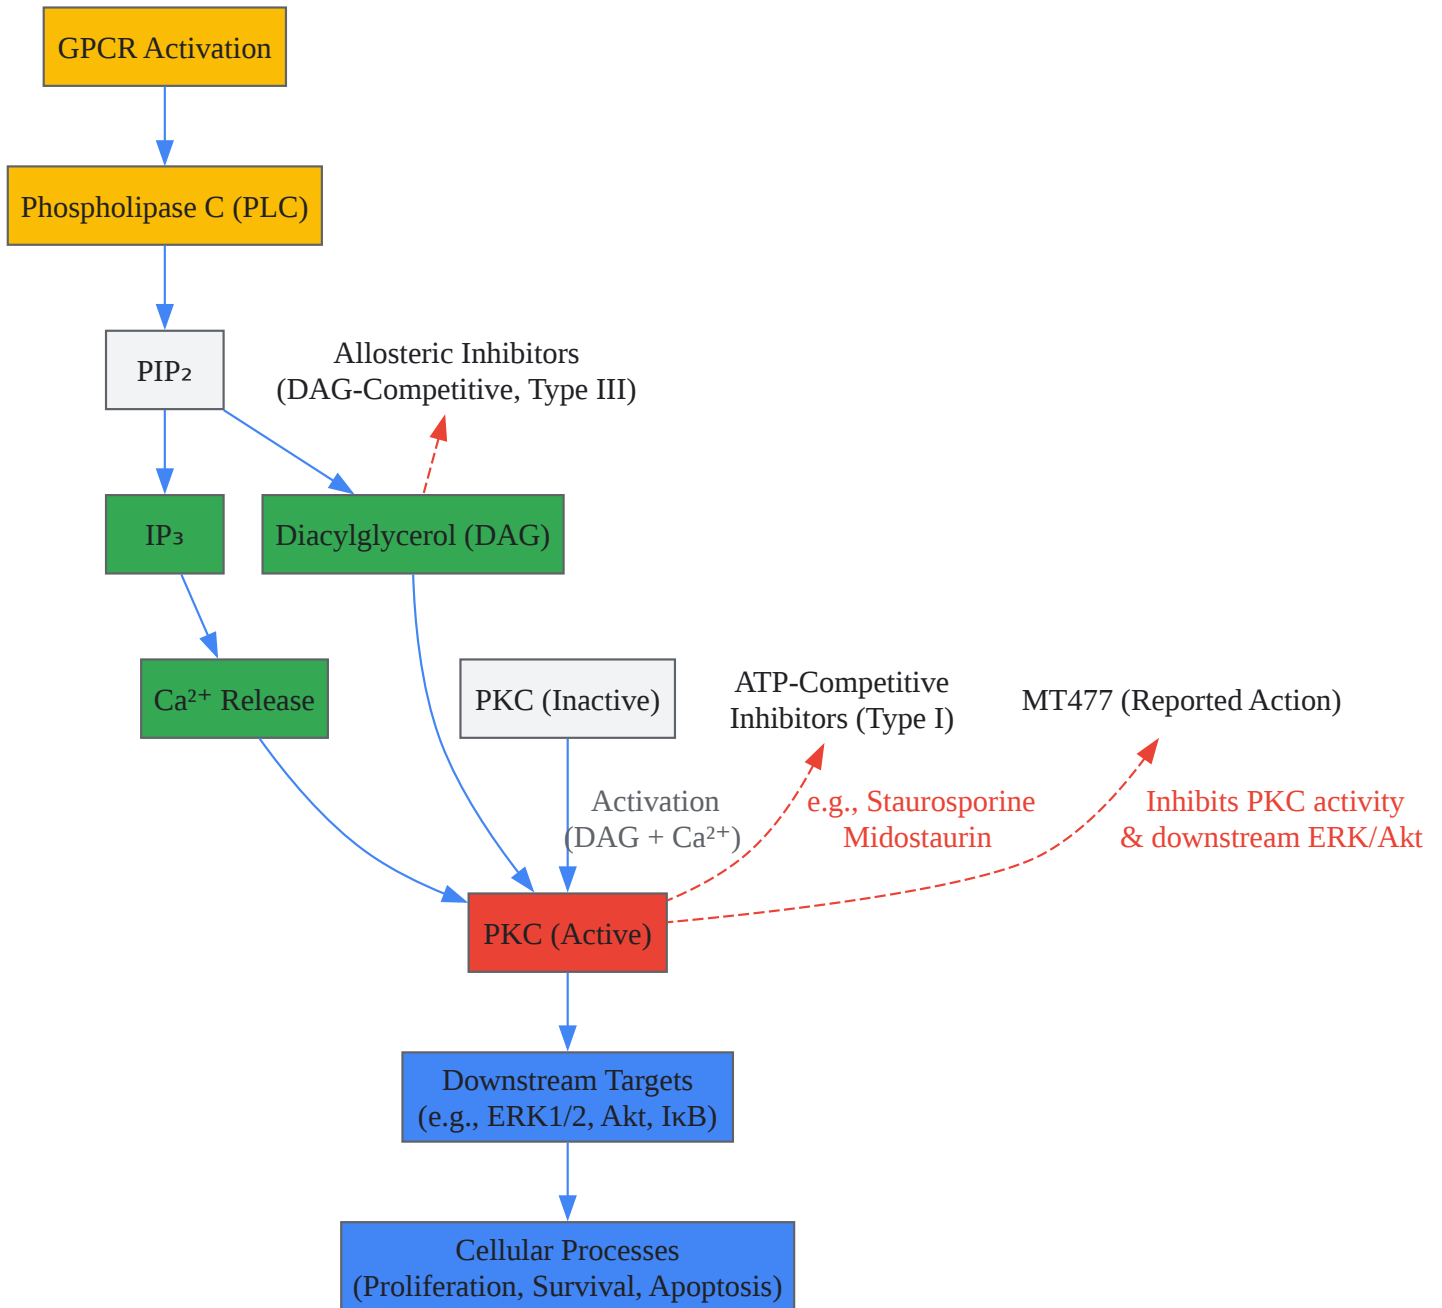 GPCR Activation
Phospholipase C (PLC)
PIP₂
Allosteric Inhibitors
(DAG-Competitive, Type III)
IP₃
Diacylglycerol (DAG)
Ca²⁺ Release
PKC (Inactive)
ATP-Competitive
Inhibitors (Type I)
MT477 (Reported Action)
Activation
(DAG + Ca²⁺)
e.g., Staurosporine
Midostaurin
Inhibits PKC activity
& downstream ERK/Akt
PKC (Active)
Downstream Targets
(e.g., ERK1/2, Akt, IκB)
Cellular Processes
(Proliferation, Survival, Apoptosis)